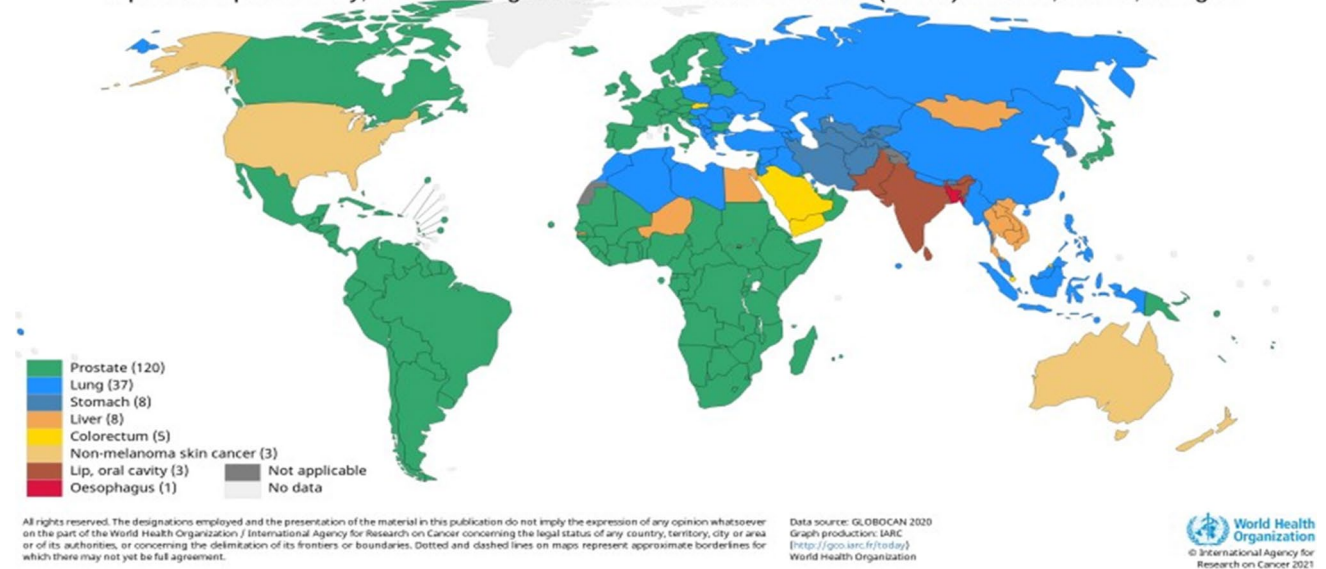 Prostate (120)
Lung (37)
Stomach (8)
Liver (8)
Colorectum (5)
Non-melanoma skin cancer (3)
Lip, oral cavity (3)
Oesophagus (1)
Not applicable
No data
All rights reserved. The designations employed and the presentation of the material in this publication do not imply the expression of any opinion whatsoever
on the part of the World Health Organization / International Agency for Research on Cancer concerning the legal status of any country, territory, city or area
or of its authorities, or concerning the delimitation of its frontiers or boundaries. Dotted and dashed lines on maps represent approximate borderlines for
which there may not yet be full agreement.
Data source: GLOBOCAN 2020
Graph production: IARC
(http://gco.iarc.fr/today)
World Health Organization
World Health
Organization
© International Agency for
Research on Cancer 2021